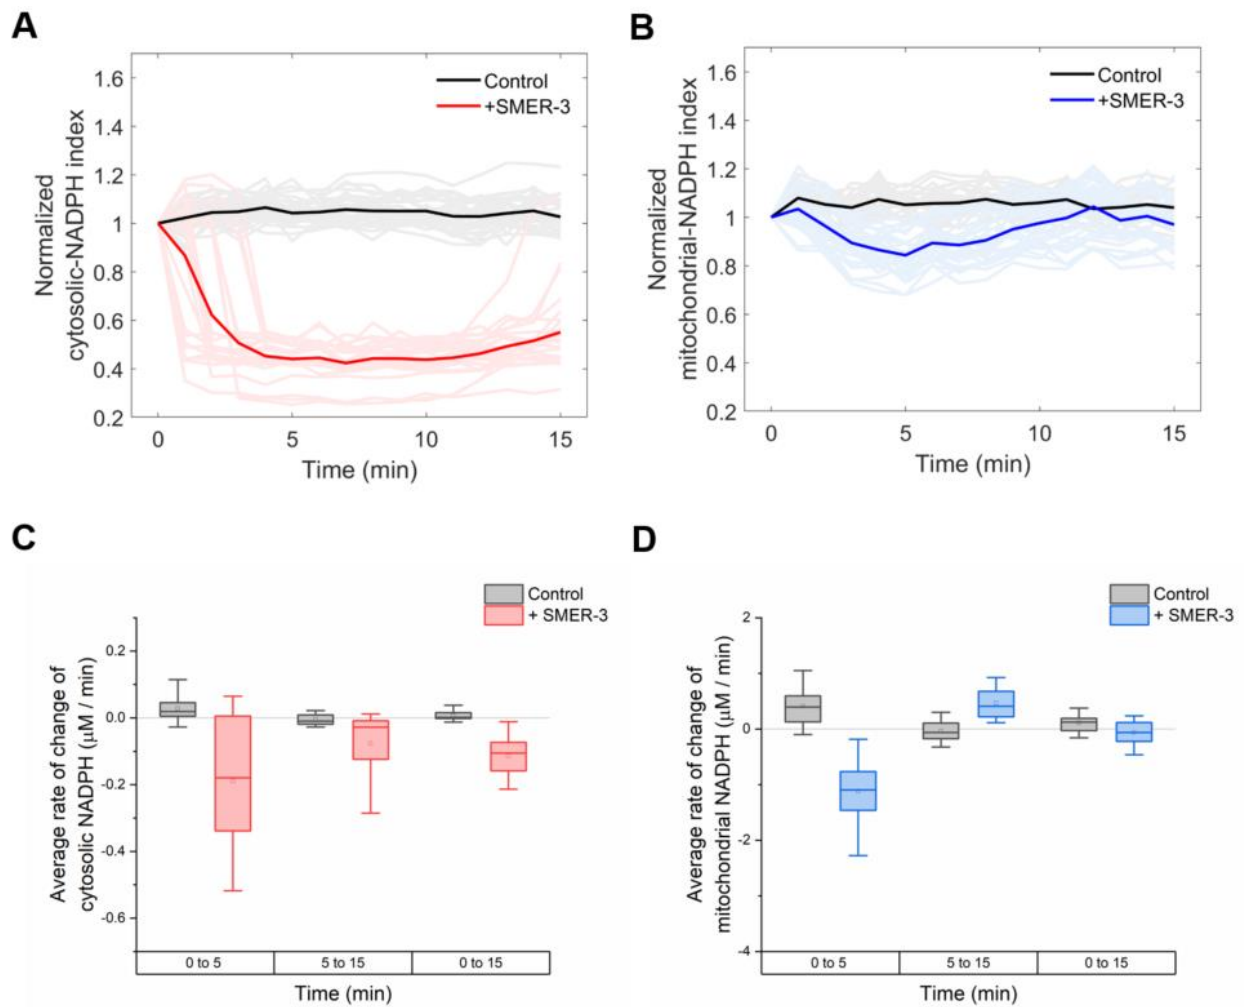 A
Normalized
cytosolic-NADPH index
1.6
1.4
1.2
1
0.8
0.6
0.4
0.2
Control
+SMER-3
0
5
10
15
Time (min)
B
Normalized
mitochondrial-NADPH index
1.6
1.4
1.2
1
0.8
0.6
0.4
0.2
Control
+SMER-3
0
5
10
15
Time (min)
C
Average rate of change of
cytosolic NADPH (μM / min)
0.2
0.0
-0.2
-0.4
-0.6
Control
+ SMER-3
0 to 5
5 to 15
0 to 15
Time (min)
D
Average rate of change of
mitochondrial NADPH (μM / min)
2
0
-2
-4
Control
+ SMER-3
0 to 5
5 to 15
0 to 15
Time (min)